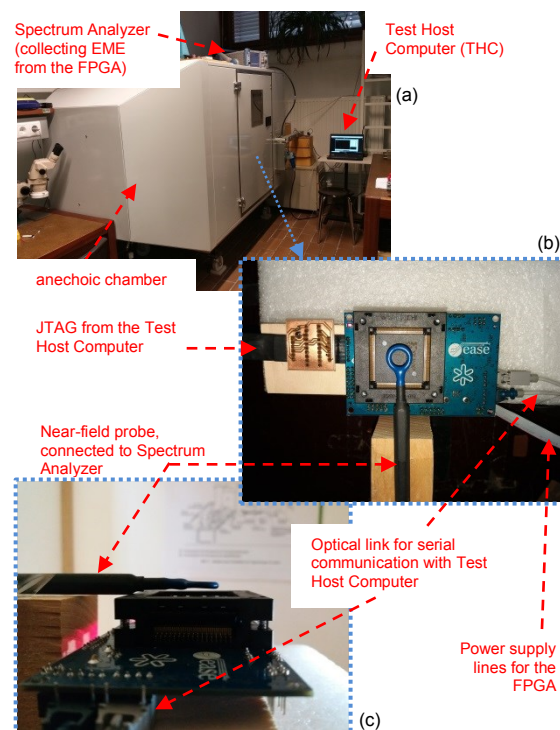 Spectrum Analyzer
(collecting EME
from the FPGA)
Test Host
Computer (THC)
(a)
(b)
anechoic chamber
JTAG from the Test
Host Computer
ease
Near-field probe,
connected to Spectrum
Analyzer
Optical link for serial
communication with Test
Host Computer
ease
Power supply
lines for the
FPGA
(c)